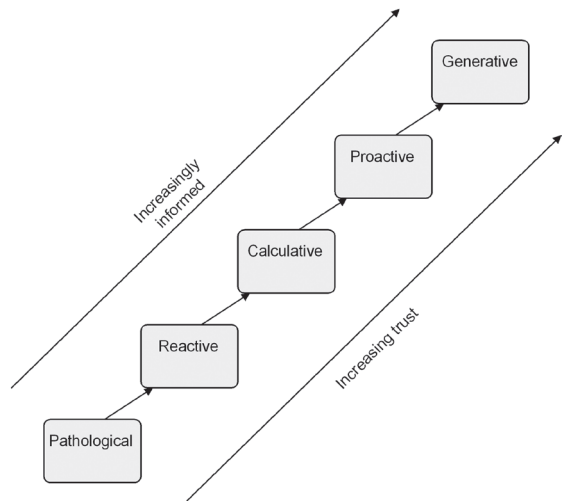 Generative
Proactive
Increasingly
informed
Calculative
Increasing trust
Reactive
Pathological